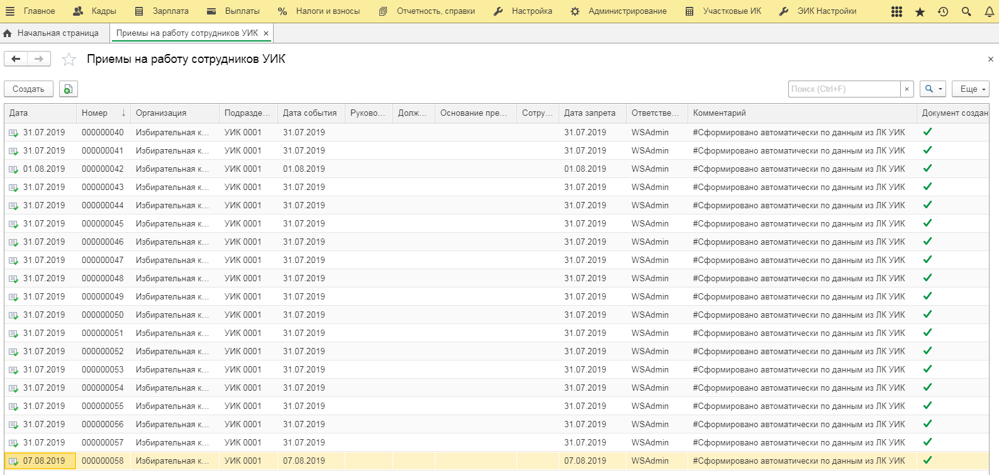 Главное Кадры Зарплата Выплаты Налоги и взносы Отчетность, справки Настройка Администрирование Участковые ИК ЭИК Настройки
Начальная страница Приемы на работу сотрудников УИК ×
Приемы на работу сотрудников УИК
Создать Поиск (Ctrl+F) × Еще
Дата Номер ↓ Организация Подразде... Дата события Руково... Долж... Основание пре... Сотру... Дата запрета Ответстве... Комментарий Документ создан
31.07.2019 000000040 Избирательная к... УИК 0001 31.07.2019 31.07.2019 WSAdmin #Сформировано автоматически по данным из ЛК УИК
31.07.2019 000000041 Избирательная к... УИК 0001 31.07.2019 31.07.2019 WSAdmin #Сформировано автоматически по данным из ЛК УИК
01.08.2019 000000042 Избирательная к... УИК 0001 01.08.2019 01.08.2019 WSAdmin #Сформировано автоматически по данным из ЛК УИК
31.07.2019 000000043 Избирательная к... УИК 0001 31.07.2019 31.07.2019 WSAdmin #Сформировано автоматически по данным из ЛК УИК
31.07.2019 000000044 Избирательная к... УИК 0001 31.07.2019 31.07.2019 WSAdmin #Сформировано автоматически по данным из ЛК УИК
31.07.2019 000000045 Избирательная к... УИК 0001 31.07.2019 31.07.2019 WSAdmin #Сформировано автоматически по данным из ЛК УИК
31.07.2019 000000046 Избирательная к... УИК 0001 31.07.2019 31.07.2019 WSAdmin #Сформировано автоматически по данным из ЛК УИК
31.07.2019 000000047 Избирательная к... УИК 0001 31.07.2019 31.07.2019 WSAdmin #Сформировано автоматически по данным из ЛК УИК
31.07.2019 000000048 Избирательная к... УИК 0001 31.07.2019 31.07.2019 WSAdmin #Сформировано автоматически по данным из ЛК УИК
31.07.2019 000000049 Избирательная к... УИК 0001 31.07.2019 31.07.2019 WSAdmin #Сформировано автоматически по данным из ЛК УИК
31.07.2019 000000050 Избирательная к... УИК 0001 31.07.2019 31.07.2019 WSAdmin #Сформировано автоматически по данным из ЛК УИК
31.07.2019 000000051 Избирательная к... УИК 0001 31.07.2019 31.07.2019 WSAdmin #Сформировано автоматически по данным из ЛК УИК
31.07.2019 000000052 Избирательная к... УИК 0001 31.07.2019 31.07.2019 WSAdmin #Сформировано автоматически по данным из ЛК УИК
31.07.2019 000000053 Избирательная к... УИК 0001 31.07.2019 31.07.2019 WSAdmin #Сформировано автоматически по данным из ЛК УИК
31.07.2019 000000054 Избирательная к... УИК 0001 31.07.2019 31.07.2019 WSAdmin #Сформировано автоматически по данным из ЛК УИК
31.07.2019 000000055 Избирательная к... УИК 0001 31.07.2019 31.07.2019 WSAdmin #Сформировано автоматически по данным из ЛК УИК
31.07.2019 000000056 Избирательная к... УИК 0001 31.07.2019 31.07.2019 WSAdmin #Сформировано автоматически по данным из ЛК УИК
31.07.2019 000000057 Избирательная к... УИК 0001 31.07.2019 31.07.2019 WSAdmin #Сформировано автоматически по данным из ЛК УИК
07.08.2019 000000058 Избирательная к... УИК 0001 07.08.2019 07.08.2019 WSAdmin #Сформировано автоматически по данным из ЛК УИК